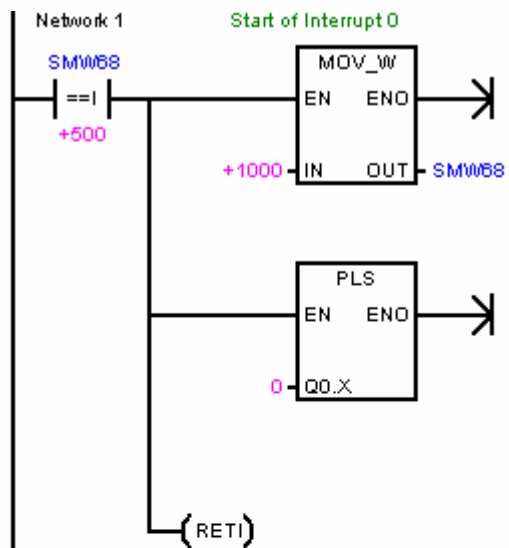 Network 1 Start of Interrupt 0
SMW68
==I
+500
MOV_W
EN ENO
+1000 IN OUT SMW68
PLS
EN ENO
0 Q0.X
(RETI)